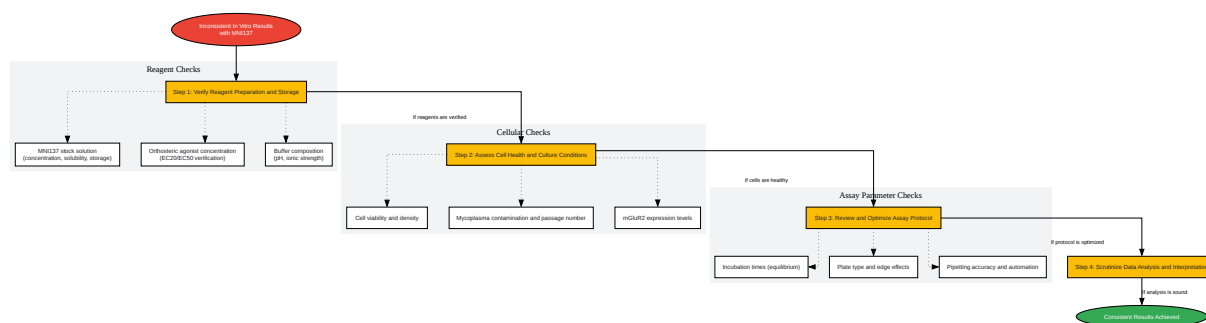 Inconsistent In Vitro Results
with MNI137
Reagent Checks
Step 1: Verify Reagent Preparation and Storage
If reagents are verified
MNI137 stock solution
(concentration, solubility, storage)
Orthosteric agonist concentration
(EC20/EC50 verification)
Buffer composition
(pH, ionic strength)
Cellular Checks
Step 2: Assess Cell Health and Culture Conditions
If cells are healthy
Cell viability and density
Mycoplasma contamination and passage number
mGluR2 expression levels
Assay Parameter Checks
Step 3: Review and Optimize Assay Protocol
If protocol is optimized
Incubation times (equilibrium)
Plate type and edge effects
Pipetting accuracy and automation
Step 4: Scrutinize Data Analysis and Interpretation
If analysis is sound
Consistent Results Achieved